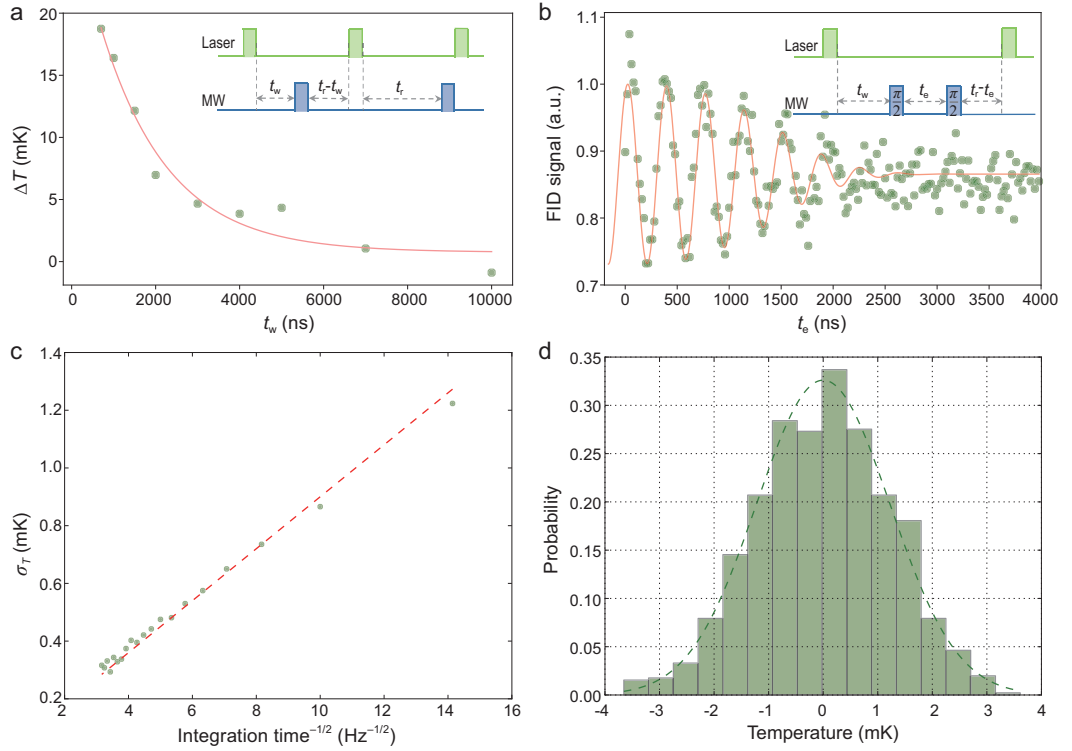 a
20
15
10
5
0
ΔT (mK)
0 2000 4000 6000 8000 10000
t_w (ns)
Laser
MW
t_w
t_r-t_w
t_r
b
1.1
1.0
0.9
0.8
0.7
FID signal (a.u.)
0 500 1000 1500 2000 2500 3000 3500 4000
t_e (ns)
Laser
MW
t_w
π/2
t_e
π/2
t_r-t_e
c
1.4
1.2
1.0
0.8
0.6
0.4
0.2
σ_T (mK)
2 4 6 8 10 12 14 16
Integration time^-1/2 (Hz^-1/2)
d
0.35
0.30
0.25
0.20
0.15
0.10
0.05
0.00
Probability
-4 -3 -2 -1 0 1 2 3 4
Temperature (mK)